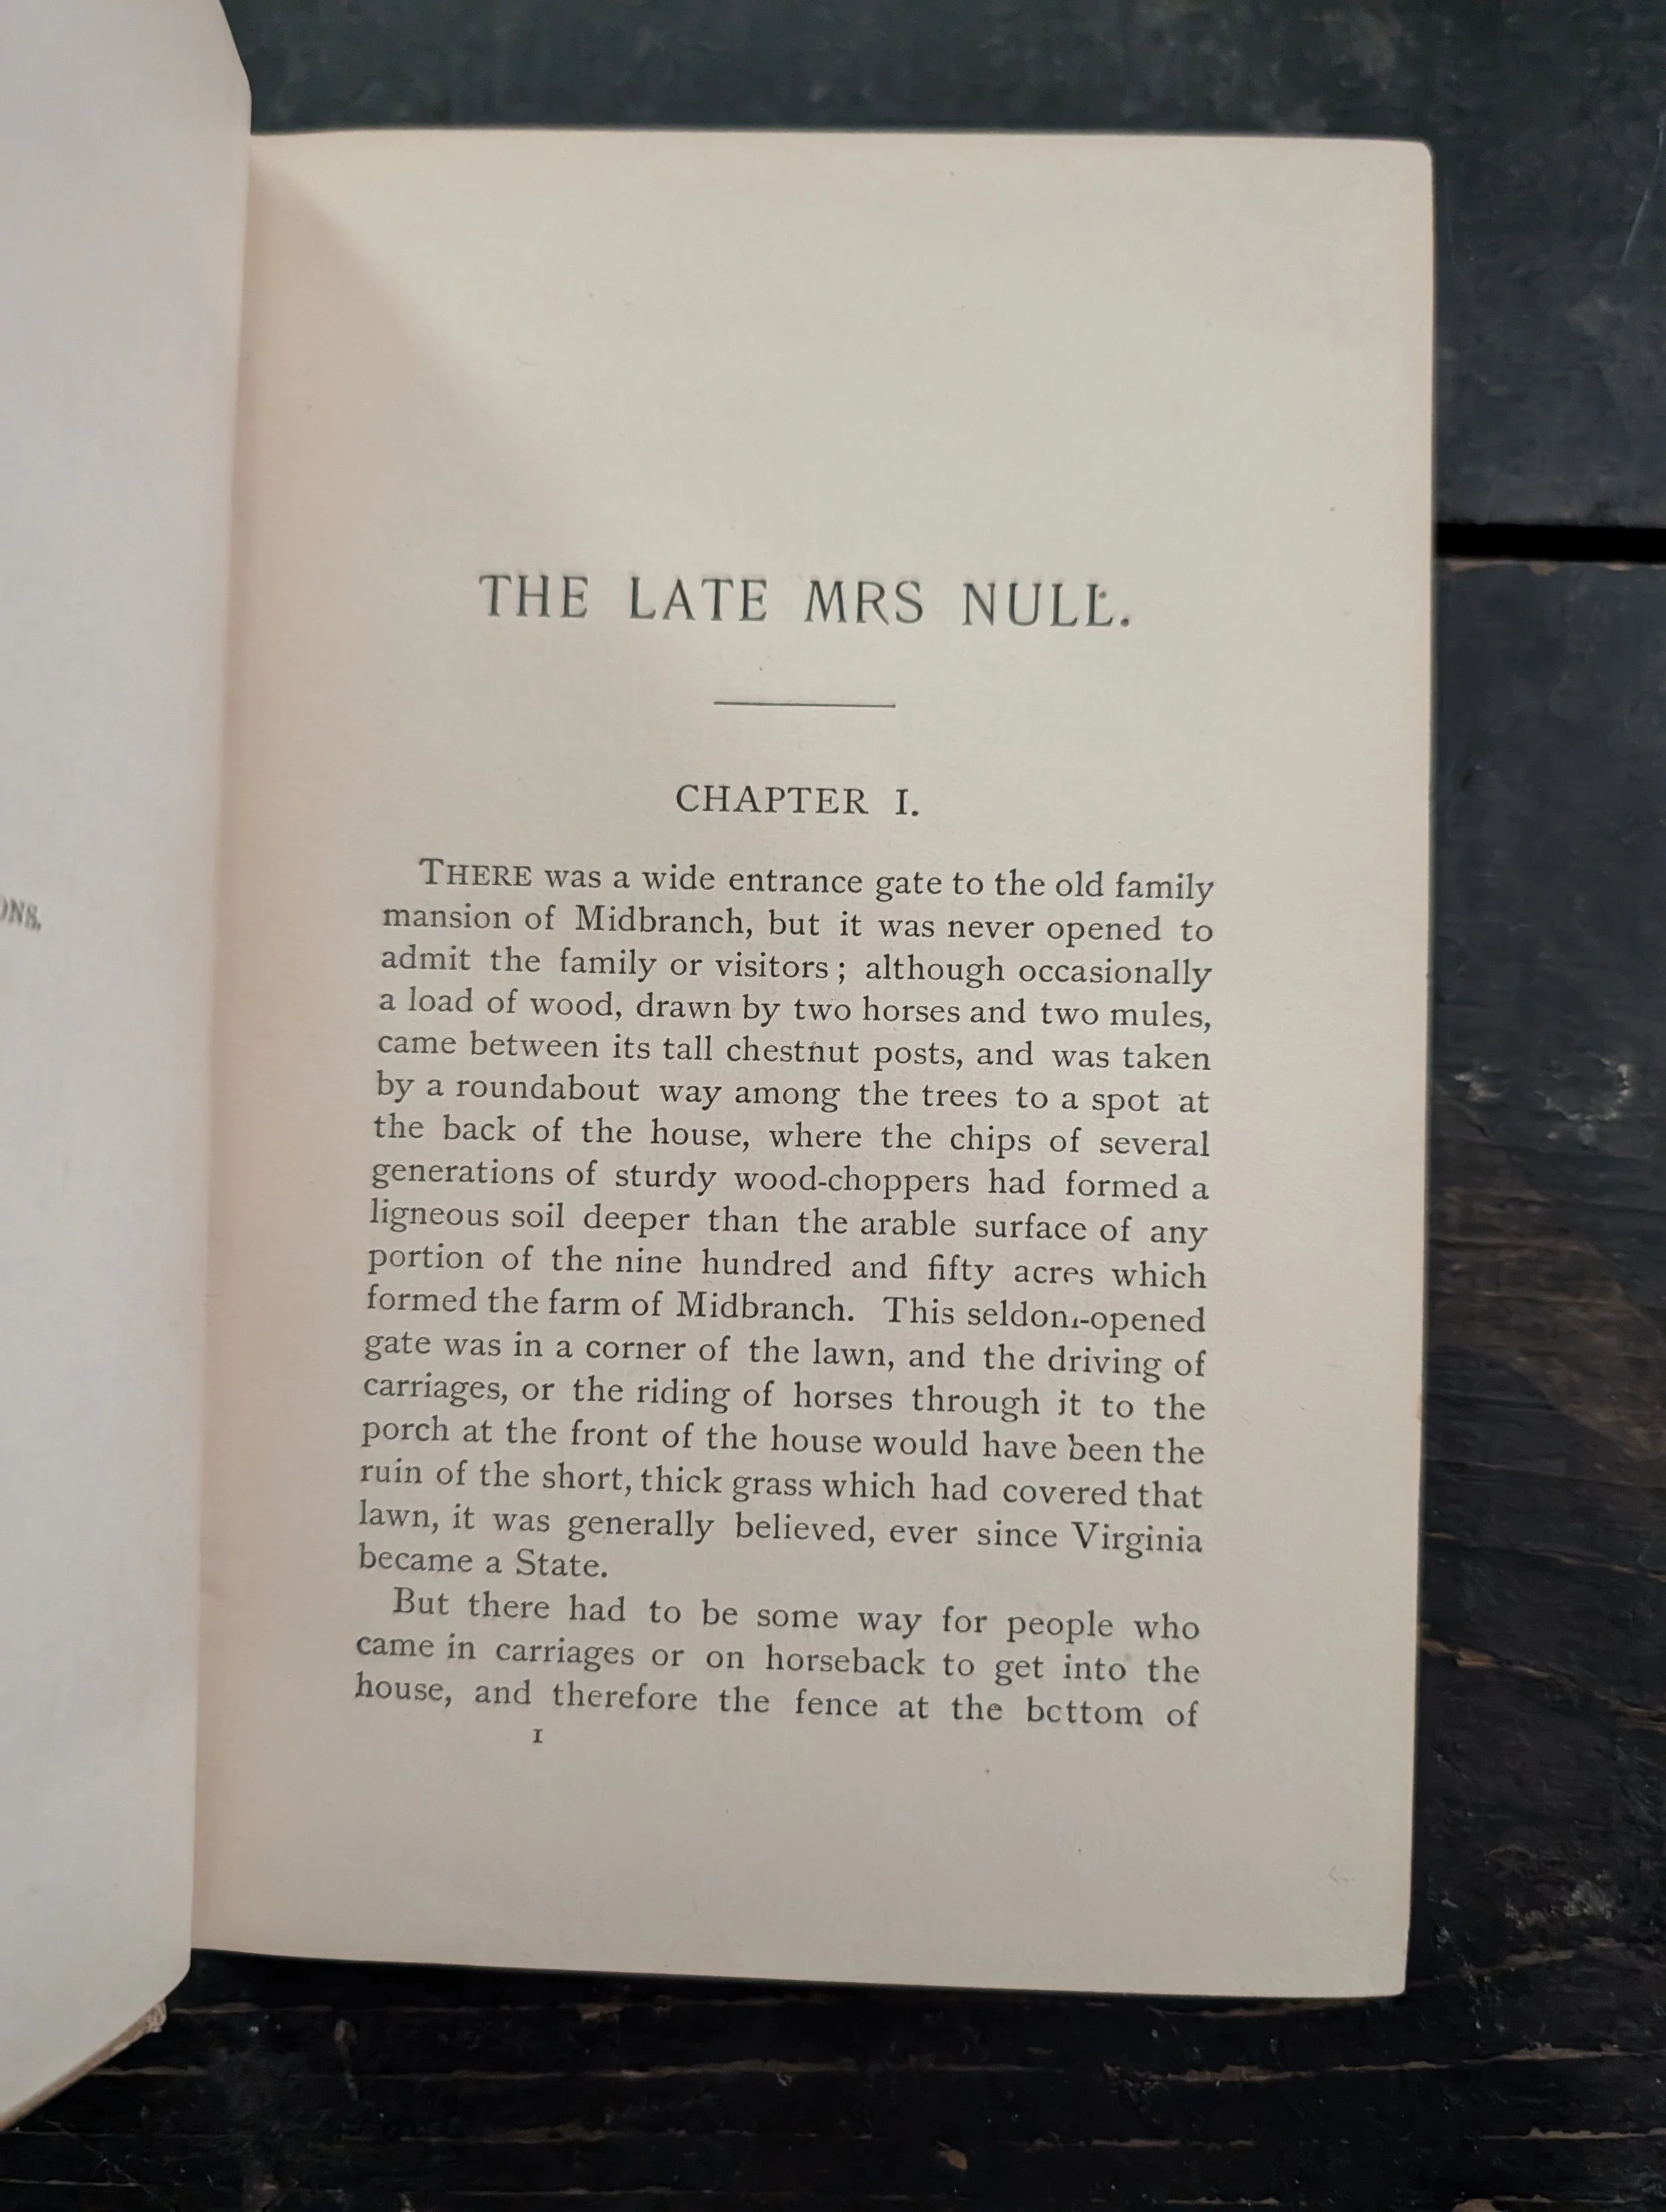 THE LATE MRS NULL.
CHAPTER I.
THERE was a wide entrance gate to the old family
mansion of Midbranch, but it was never opened to
admit the family or visitors; although occasionally
a load of wood, drawn by two horses and two mules,
came between its tall chestnut posts, and was taken
by a roundabout way among the trees to a spot at
the back of the house, where the chips of several
generations of sturdy wood-choppers had formed a
ligneous soil deeper than the arable surface of any
portion of the nine hundred and fifty acres which
formed the farm of Midbranch. This seldom-opened
gate was in a corner of the lawn, and the driving of
carriages, or the riding of horses through it to the
porch at the front of the house would have been the
ruin of the short, thick grass which had covered that
lawn, it was generally believed, ever since Virginia
became a State.
But there had to be some way for people who
came in carriages or on horseback to get into the
house, and therefore the fence at the bottom of
1